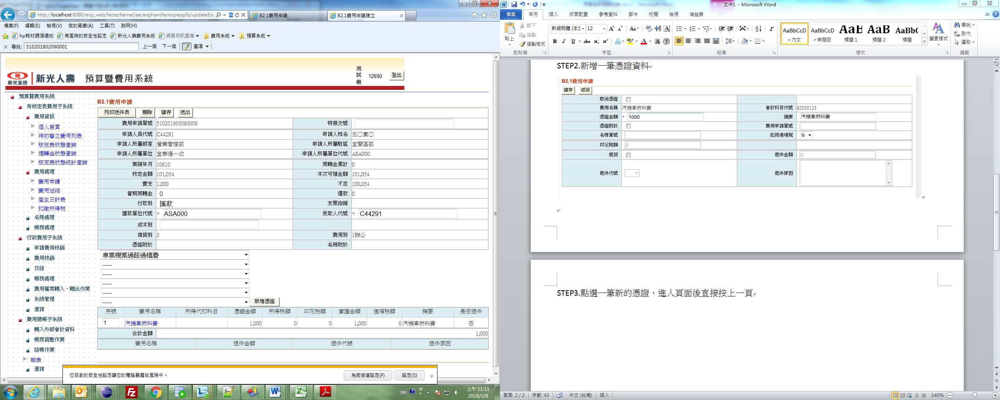 http://localhost:8080/exp_web/faces/kernel/ae/exphandle/expapplb/updateExp
B2.1費用申請
B2.1費用申請建立
檔案(F) 編輯(E) 檢視(V) 我的最愛(A) 工具(T) 說明(H)
hp耗材調漲通知 有風險的安全性設定 新光人壽費用系統 網頁快訊圖庫 費用系統 預算系統
尋找: 510201802090001 上一個 下一個 選項
新光金控 新光人壽 預算暨費用系統
測試機 12690 登出
預算暨費用系統
有核定表費用子系統
費用資訊
個人首頁
待初審之費用列表
核定表狀態查詢
週轉金狀態查詢
核定表狀態統計查詢
費用處理
費用申請
費用送結
產生日計表
扣繳所得稅
名冊處理
帳務處理
行政費用子系統
申請費用核銷
費用核銷
日結
帳務處理
費用檔案轉入、轉出作業
系統管理
查詢
費用總帳子系統
轉入外部會計資料
帳務調整作業
結帳作業
報表
查詢
B2.1費用申請
列印送件表 刪除 儲存 送出
費用申請單號 510201803080008 特簽文號
申請人員代號 C44291 申請人姓名 王〇素〇
申請人所屬部室 營業管理部 申請人所屬駐區 宜蘭區部
申請人所屬單位 宜泰通一收 申請人所屬單位代號 ASA000
業績年月 10610 周轉金累計 0
核定金額 101,054 本次可領金額 101,054
實支 1,000 不足 100,054
當期周轉金 0 還款 0
付款別 匯款 支票抬頭
匯款單位代號 * ASA000 受款人代號 * C44291
成本別
借貸別 3 費用別 1辦公
憑證附於 名冊附於
車票機票過路過橋費
-----
-----
-----
-----
----- 新增憑證
序號 費用名稱 所得代扣科目 憑證金額 所得稅額 印花稅額 實匯金額 進項稅額 摘要 是否退件
1 汽機車燃料費 1,000 0 0 1,000 0 汽機車燃料費 否
合計金額 1,000
費用名稱 退件金額 退件代號 退件原因
您目前的安全性設定讓您的電腦暴露在風險中。 為我修復設定(F) 設定(S)
上午 11:11
2018/3/8
文件1 - Microsoft Word
檔案 常用 插入 版面配置 參考資料 郵件 校閱 檢視 增益集
貼上 剪下 複製 複製格式
新細明體 (本文 12
AaBbCcD 內文 AaBbCcD 無間距 AaBb 標題 1 AaB 標題 2 AaBbC 標題
變更樣式 尋找 取代 選取
剪貼簿 字型 段落 樣式 編輯
STEP2.新增一筆憑證資料
B2.1費用申請
儲存 返回
取消憑證
費用名稱 汽機車燃料費 會計科目代號 62030123
憑證金額 * 1000 摘要 汽機車燃料費
憑證附於 費用申請單號
名冊單號 扣抵進項稅 N
印花稅額 0
退回 退件金額 0
退件代號 退件原因
STEP3.點選一筆新的憑證，進入頁面後直接按上一頁
頁面: 2 / 2 字數: 43 中文 (台灣) 插入 140%